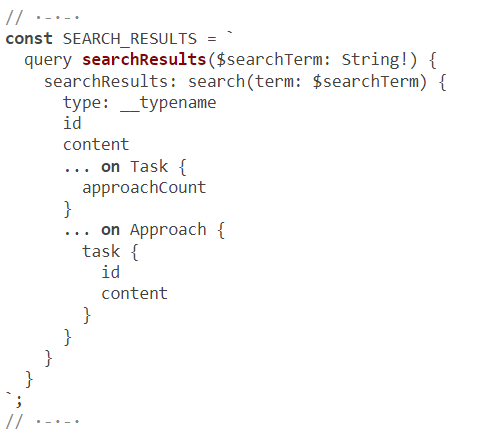 // ·-·-·
const SEARCH_RESULTS = `
  query searchResults($searchTerm: String!) {
    searchResults: search(term: $searchTerm) {
      type: __typename
      id
      content
      ... on Task {
        approachCount
      }
      ... on Approach {
        task {
          id
          content
        }
      }
    }
  }
`;
// ·-·-·